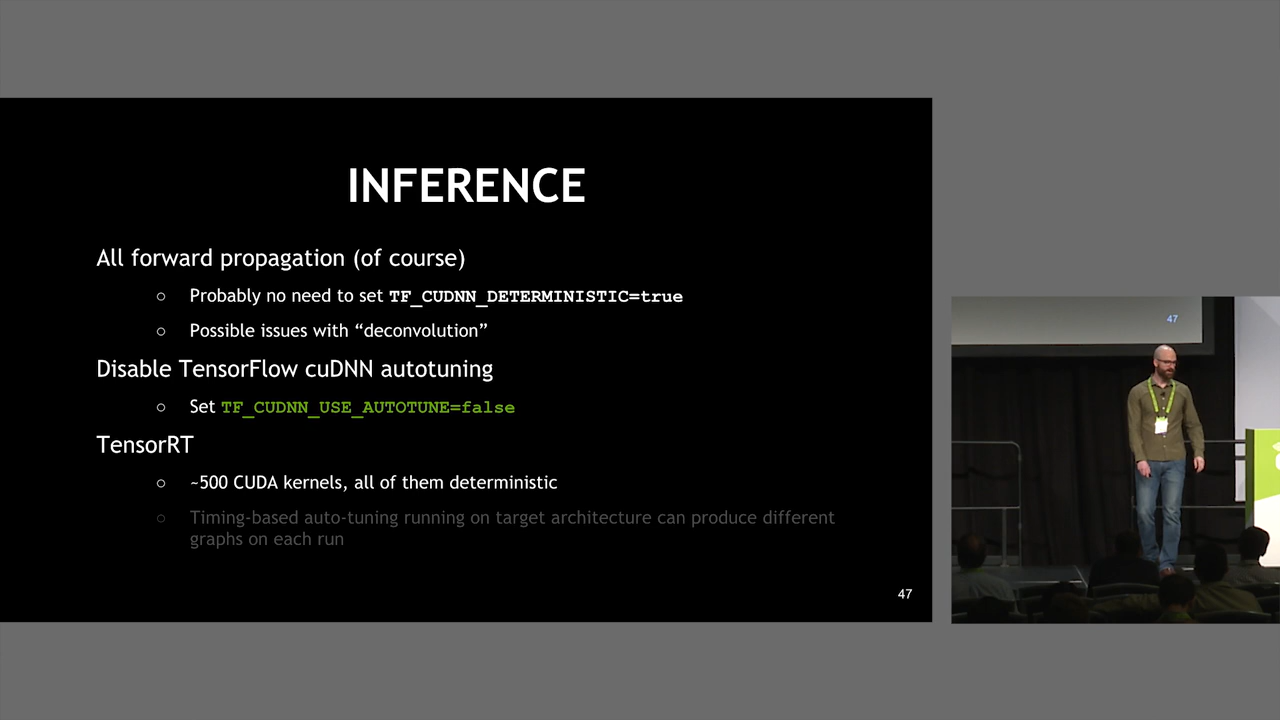 INFERENCE
All forward propagation (of course)
○ Probably no need to set TF_CUDNN_DETERMINISTIC=true
○ Possible issues with “deconvolution”
Disable TensorFlow cuDNN autotuning
○ Set TF_CUDNN_USE_AUTOTUNE=false
TensorRT
○ ~500 CUDA kernels, all of them deterministic
○ Timing-based auto-tuning running on target architecture can produce different
graphs on each run
47
47